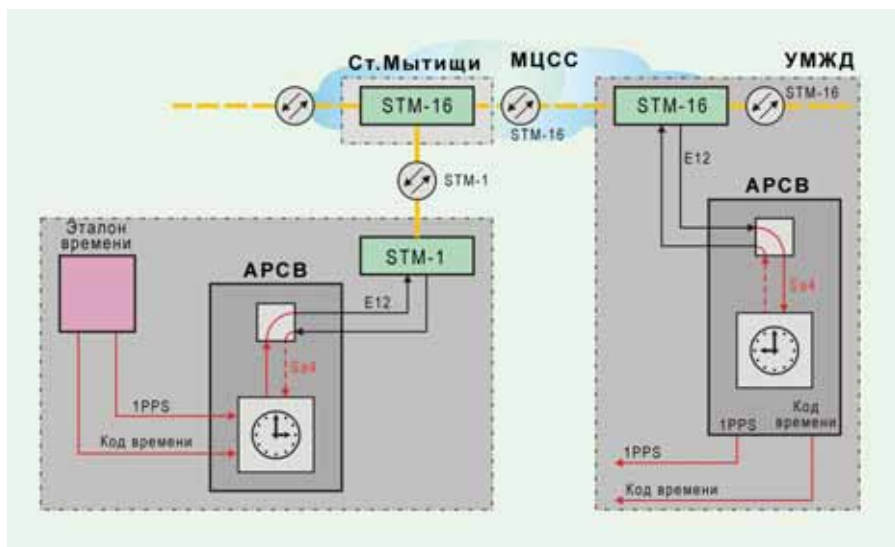 Ст.Мытищи
МЦСС
УМЖД
STM-16
STM-16
STM-16
STM-16
E12
STM-1
АРСВ
Эталон
времени
АРСВ
STM-1
E12
Sa4
Sa4
1PPS
Код времени
1PPS
Код
времени
1PPS
Код времени